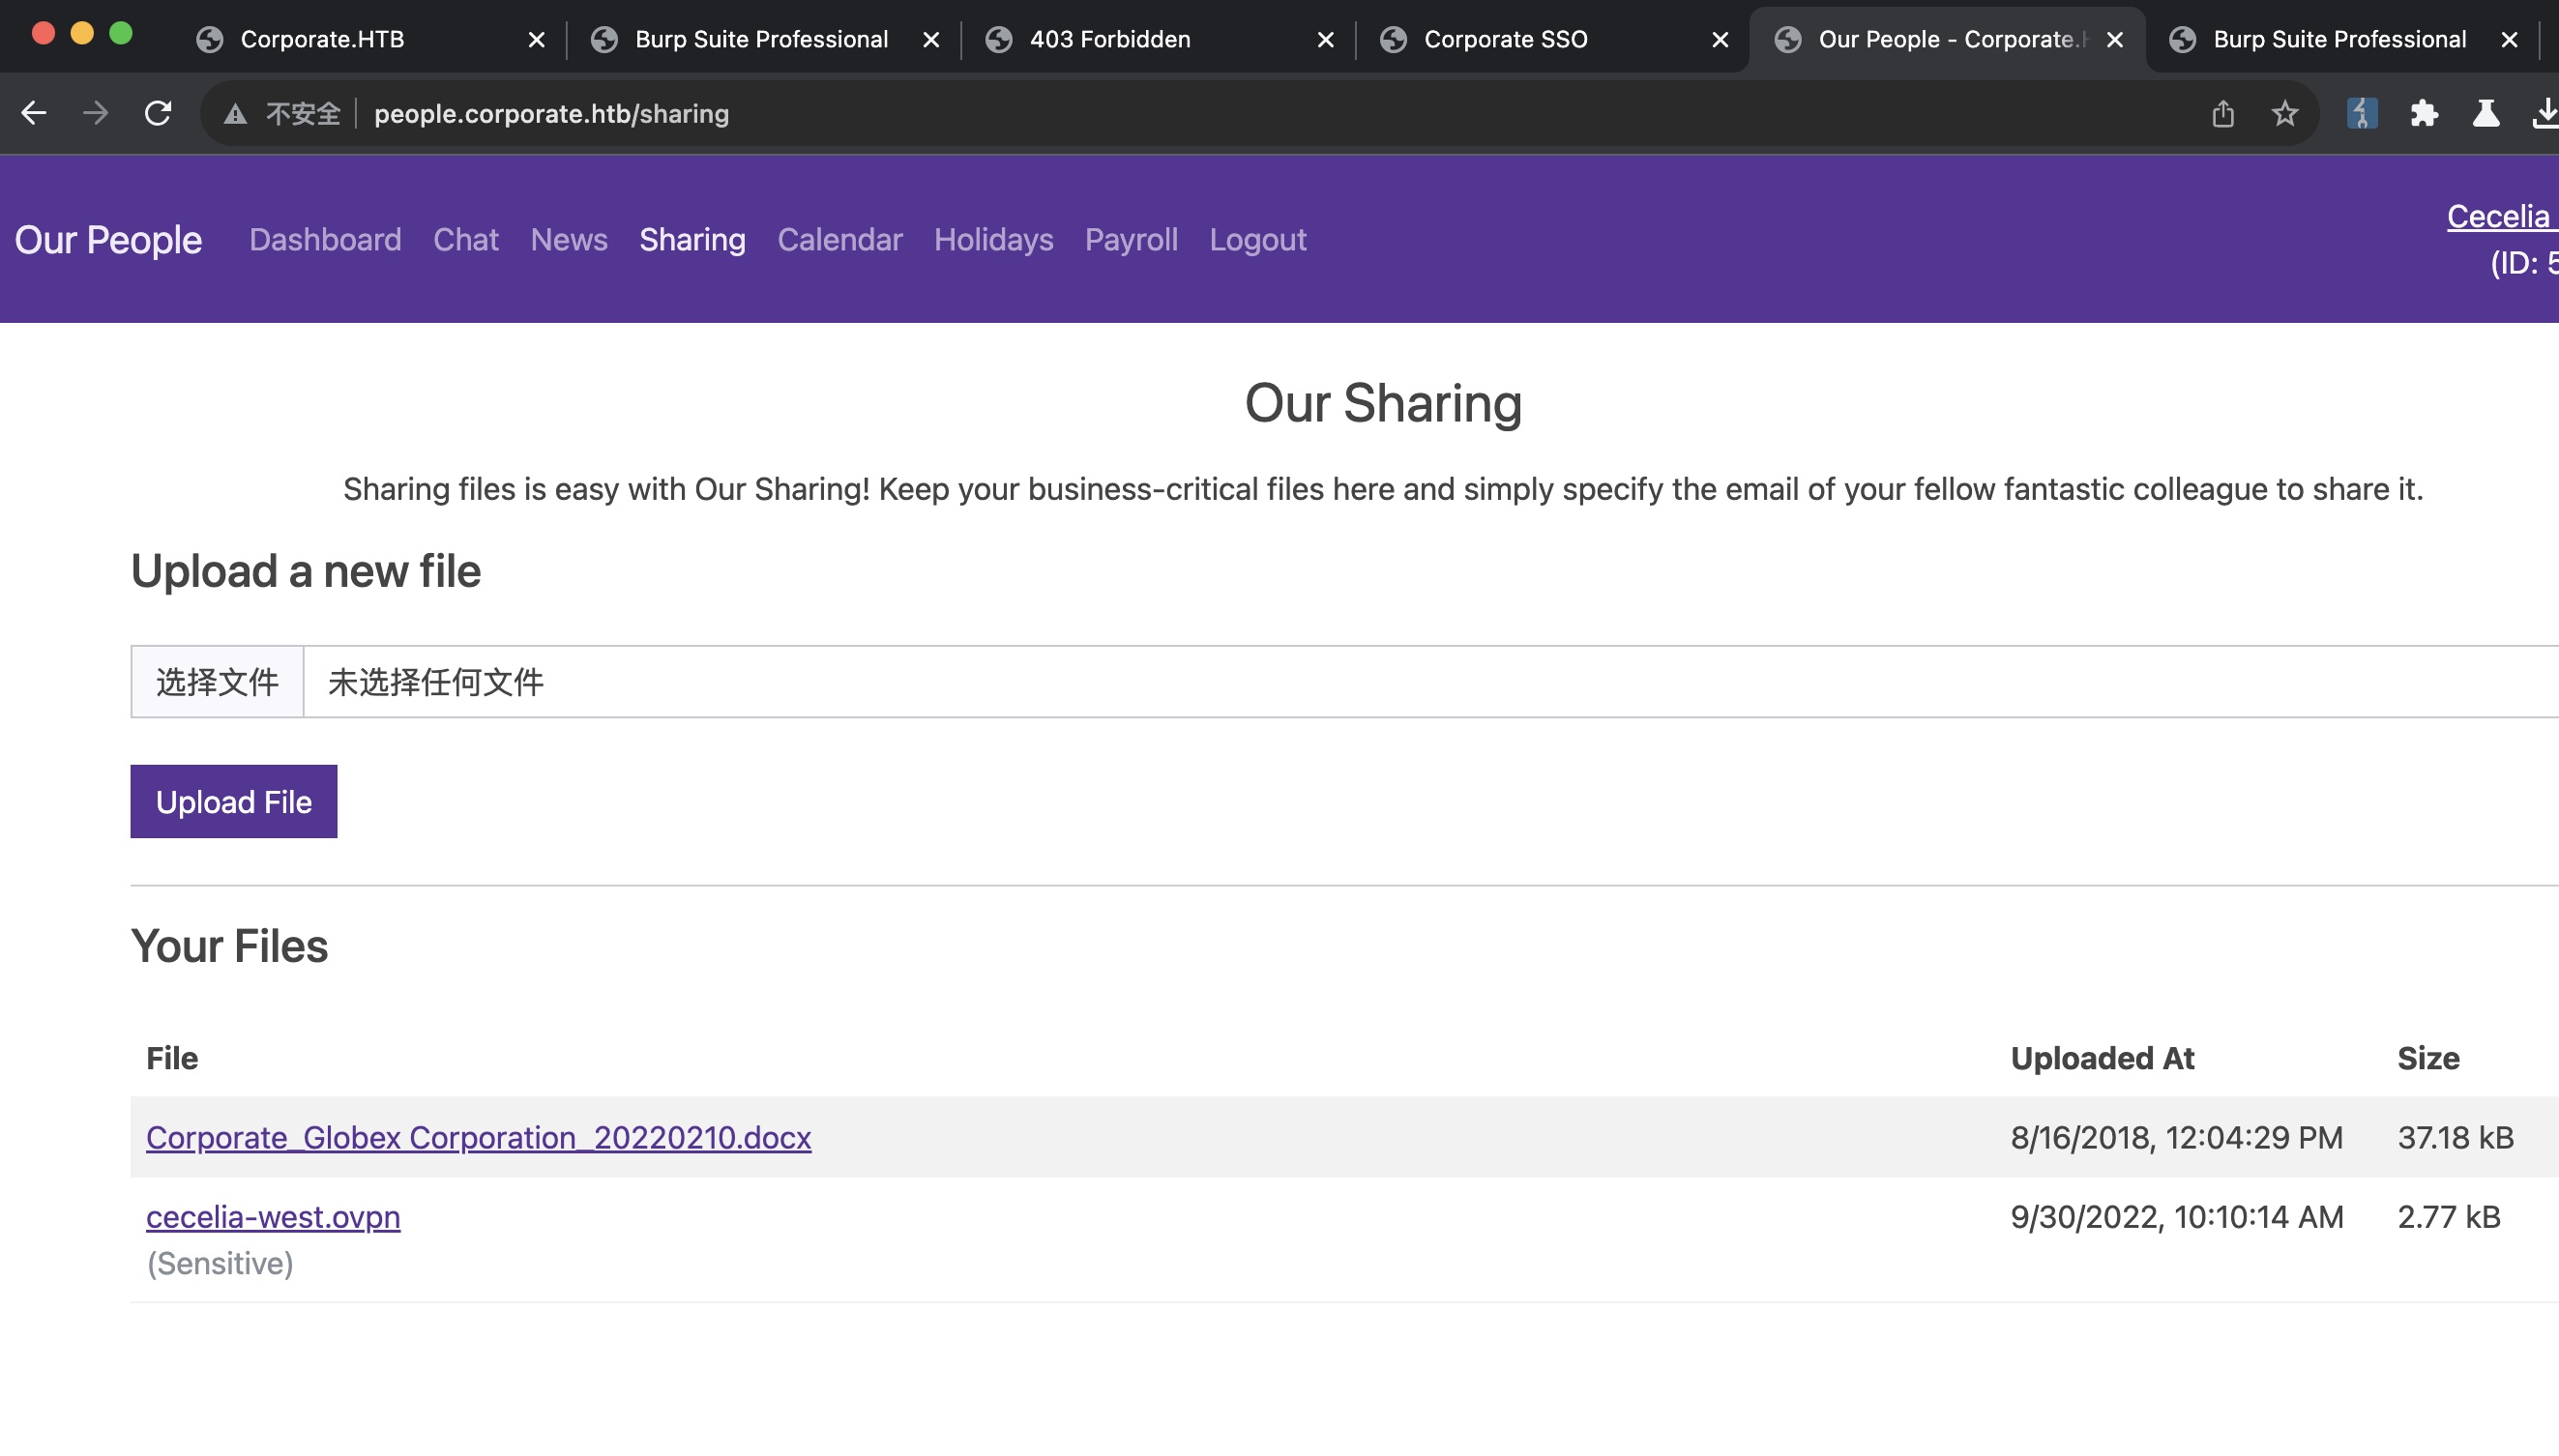 Corporate.HTB
Burp Suite Professional
403 Forbidden
Corporate SSO
Our People - Corporate.
Burp Suite Professional
不安全
people.corporate.htb/sharing
Our People
Dashboard
Chat
News
Sharing
Calendar
Holidays
Payroll
Logout
Cecelia
(ID: 5
Our Sharing
Sharing files is easy with Our Sharing! Keep your business-critical files here and simply specify the email of your fellow fantastic colleague to share it.
Upload a new file
选择文件 未选择任何文件
Upload File
Your Files
File Uploaded At Size
Corporate_Globex Corporation_20220210.docx 8/16/2018, 12:04:29 PM 37.18 kB
cecelia-west.ovpn 9/30/2022, 10:10:14 AM 2.77 kB
(Sensitive)